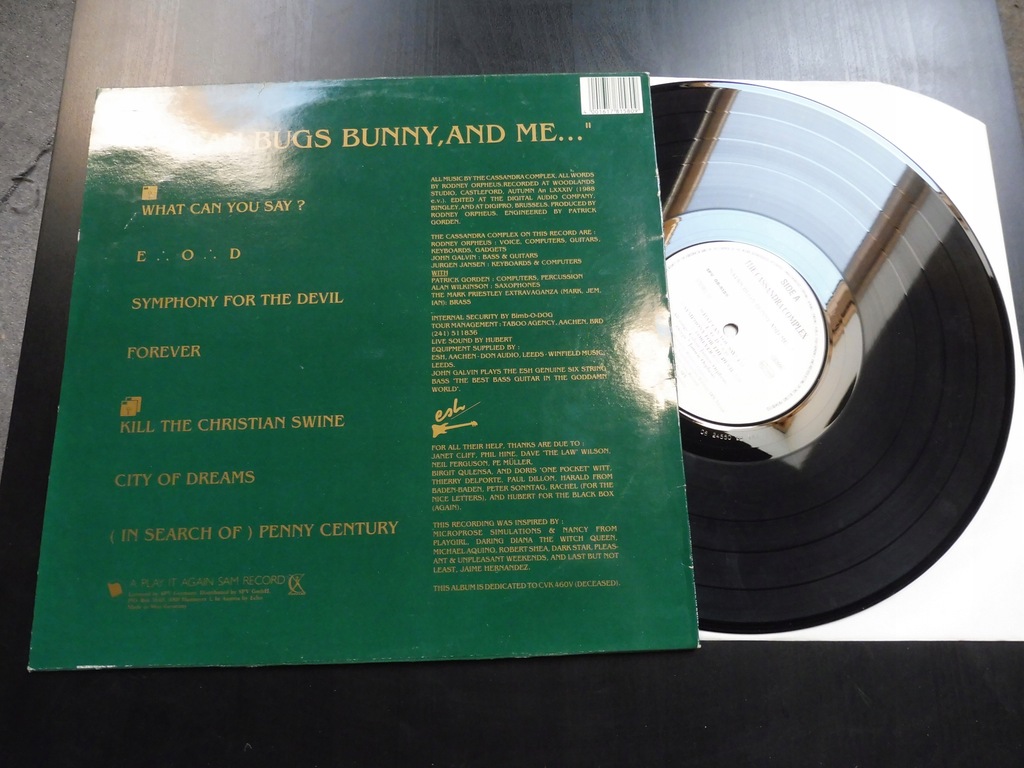 BUGS BUNNY, AND ME..."
WHAT CAN YOU SAY ?
E ∴ O ∴ D
SYMPHONY FOR THE DEVIL
FOREVER
KILL THE CHRISTIAN SWINE
CITY OF DREAMS
( IN SEARCH OF ) PENNY CENTURY
A PLAY IT AGAIN SAM RECORD
ALL MUSIC BY THE CASSANDRA COMPLEX. ALL WORDS
BY RODNEY ORPHEUS. RECORDED AT WOODLANDS
STUDIO, CASTLEFORD, AUTUMN An LXXXIV (1988
e.v.). EDITED AT THE DIGITAL AUDIO COMPANY,
BINGLEY, AND AT DIGIPRO, BRUSSELS. PRODUCED BY
RODNEY ORPHEUS. ENGINEERED BY PATRICK
GORDEN.
THE CASSANDRA COMPLEX ON THIS RECORD ARE :
RODNEY ORPHEUS : VOICE, COMPUTERS, GUITARS,
KEYBOARDS, GADGETS
JOHN GALVIN : BASS & GUITARS
JURGEN JANSEN : KEYBOARDS & COMPUTERS
WITH
PATRICK GORDEN : COMPUTERS, PERCUSSION
ALAN WILKINSON : SAXOPHONES
THE MARK PRIESTLEY EXTRAVAGANZA (MARK, JEM,
IAN): BRASS
INTERNAL SECURITY BY Bimb-O-DOG
TOUR MANAGEMENT : TABOO AGENCY, AACHEN, BRD
(241) 511636
LIVE SOUND BY HUBERT
EQUIPMENT SUPPLIED BY :
ESH, AACHEN - DON AUDIO, LEEDS - WINFIELD MUSIC,
LEEDS.
JOHN GALVIN PLAYS THE ESH GENUINE SIX STRING
BASS "THE BEST BASS GUITAR IN THE GODDAMN
WORLD".
esh
FOR ALL THEIR HELP, THANKS ARE DUE TO :
JANET CLIFF, PHIL HINE, DAVE "THE LAW" WILSON,
NEIL FERGUSON, PE MÜLLER,
BIRGIT QULENSA, AND DORIS 'ONE POCKET' WITT,
THIERRY DELPORTE, PAUL DILLON, HARALD FROM
BADEN-BADEN, PETER SONNTAG, RACHEL (FOR THE
NICE LETTERS), AND HUBERT FOR THE BLACK BOX
(AGAIN).
THIS RECORDING WAS INSPIRED BY :
MICROPROSE SIMULATIONS & NANCY FROM
PLAYGIRL, DARING DIANA THE WITCH QUEEN,
MICHAEL AQUINO, ROBERT SHEA, DARK STAR, PLEAS-
ANT & UNPLEASANT WEEKENDS, AND LAST BUT NOT
LEAST, JAIME HERNANDEZ.
THIS ALBUM IS DEDICATED TO CVR 460V (DECEASED).
SIDE A
THE CASSANDRA COMPLEX